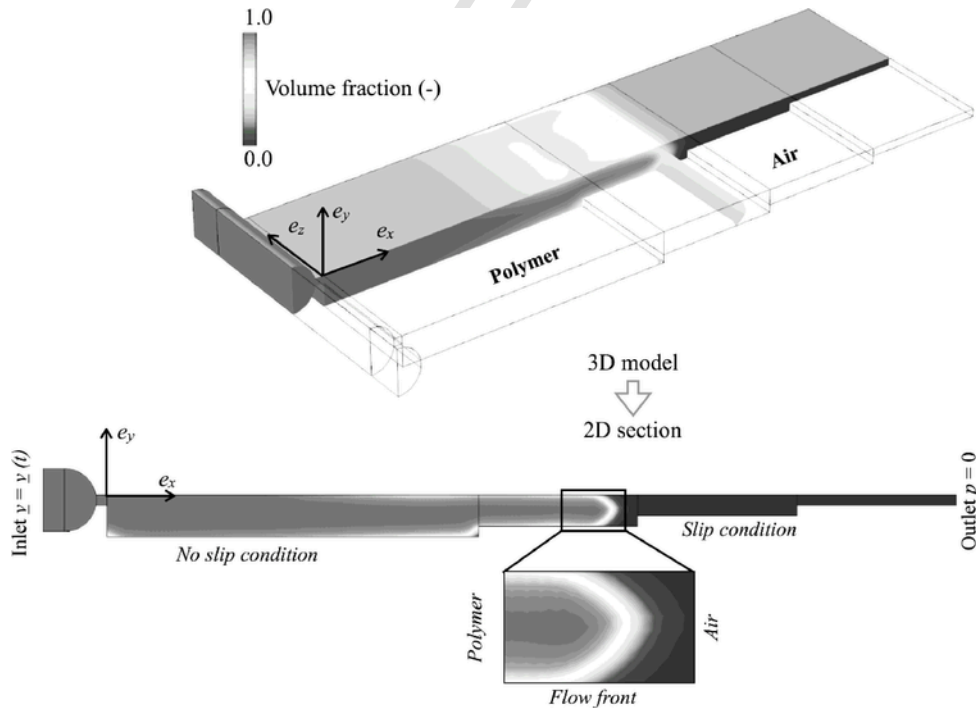 1.0
Volume fraction (-)
0.0
e_y
e_z
e_x
Air
Polymer
3D model
2D section
Inlet v = v (t)
e_y
e_x
No slip condition
Slip condition
Outlet p = 0
Polymer
Air
Flow front